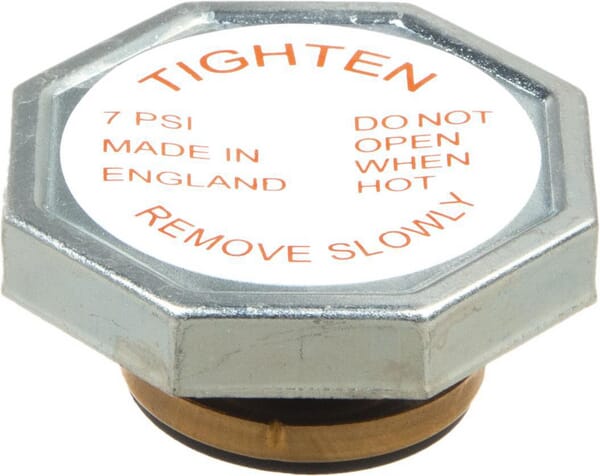 TIGHTEN
7 PSI
MADE IN
ENGLAND
DO NOT
OPEN
WHEN
HOT
REMOVE SLOWLY